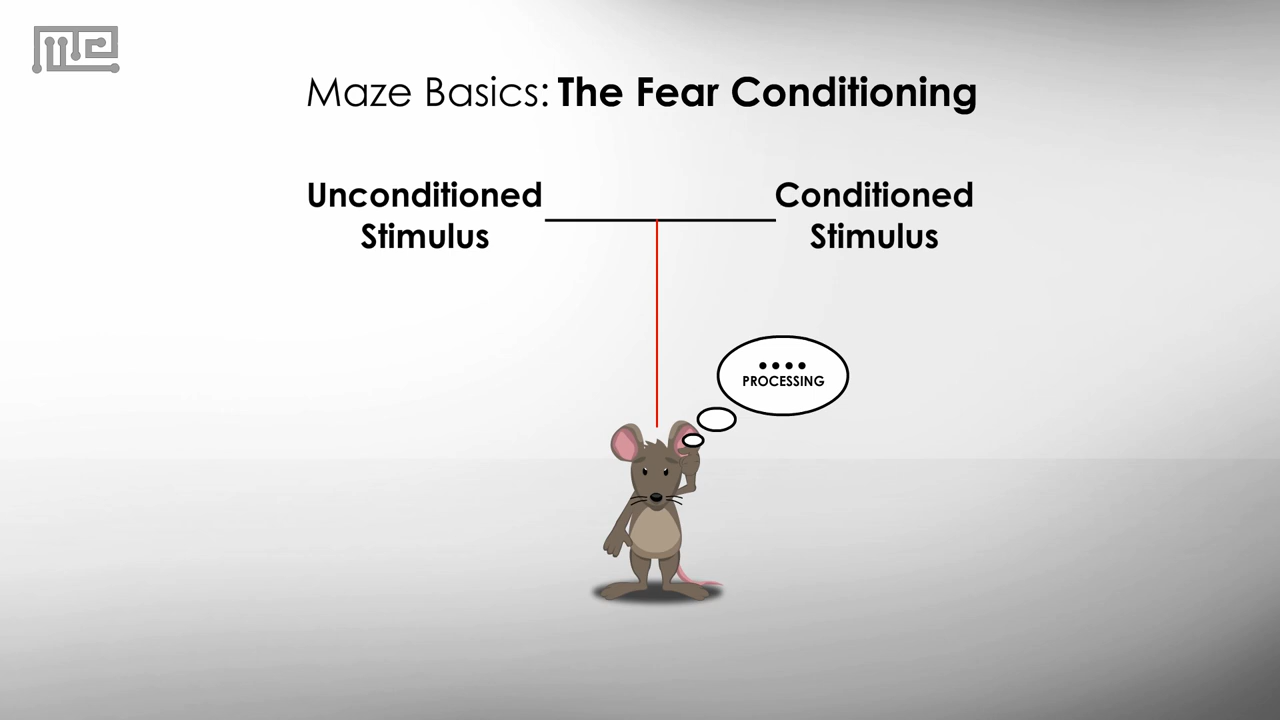 Maze Basics: The Fear Conditioning
Unconditioned
Stimulus
Conditioned
Stimulus
PROCESSING